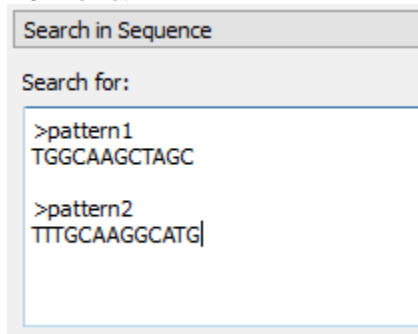 Search in Sequence
Search for:
>pattern1
TGGCAAGCTAGC
>pattern2
TTTGCAAGGCATG